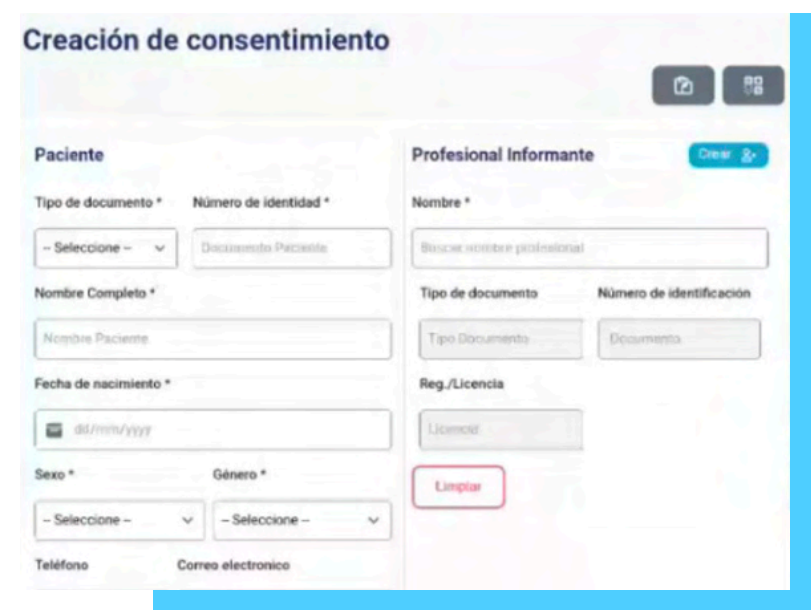 Creación de consentimiento
Paciente
Tipo de documento *
Número de identidad *
-- Seleccione --
Documento Paciente
Nombre Completo *
Nombre Paciente
Fecha de nacimiento *
dd/mm/yyyy
Sexo *
Género *
-- Seleccione --
-- Seleccione --
Teléfono
Correo electronico
Profesional Informante
Crear
Nombre *
Buscar nombre profesional
Tipo de documento
Número de identificación
Tipo Documento
Documento
Reg./Licencia
Licencia
Limpiar